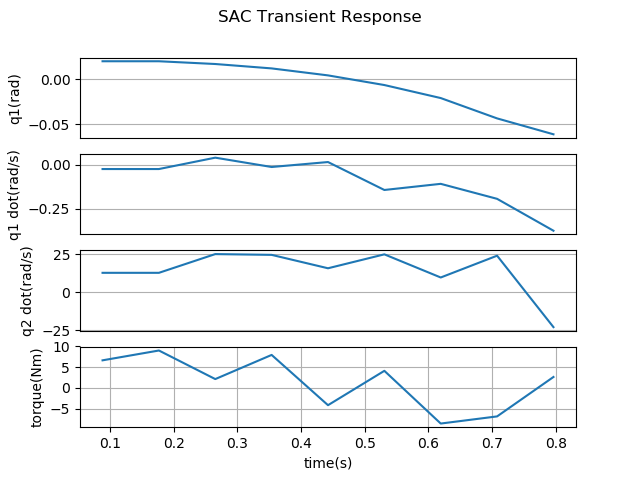 SAC Transient Response
q1(rad)
0.00
−0.05
q1 dot(rad/s)
0.00
−0.25
q2 dot(rad/s)
25
0
−25
torque(Nm)
10
5
0
−5
0.1 0.2 0.3 0.4 0.5 0.6 0.7 0.8
time(s)